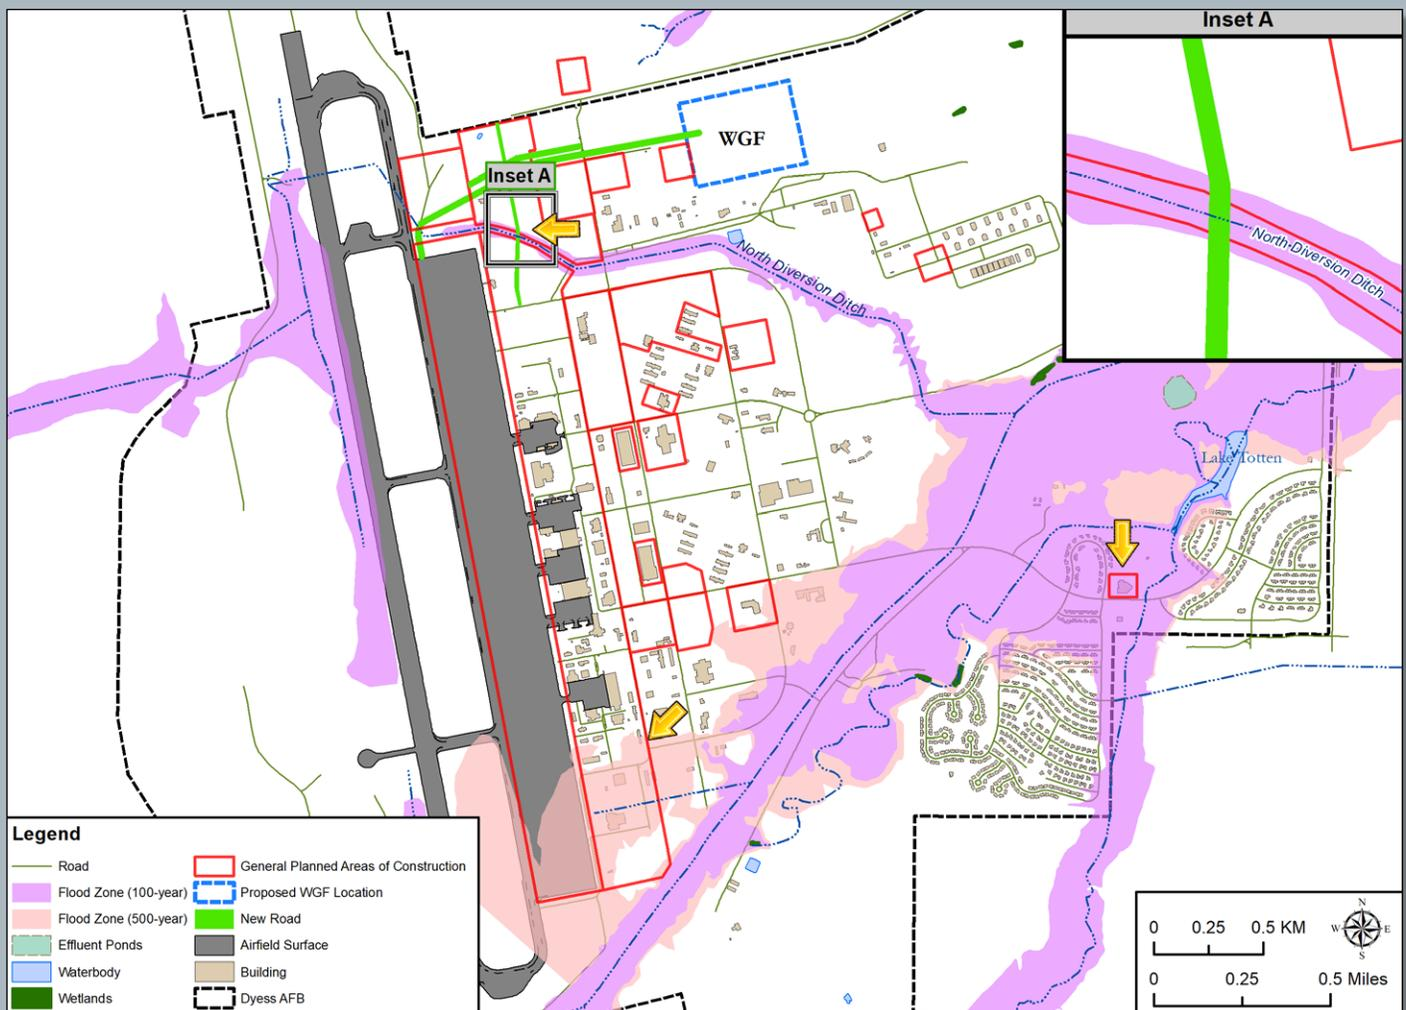 Inset A
WGF
Inset A
North Diversion Ditch
North Diversion Ditch
Lake Totten
Legend
Road
Flood Zone (100-year)
Flood Zone (500-year)
Effluent Ponds
Waterbody
Wetlands
General Planned Areas of Construction
Proposed WGF Location
New Road
Airfield Surface
Building
Dyess AFB
0 0.25 0.5 KM
0 0.25 0.5 Miles
N
W E
S